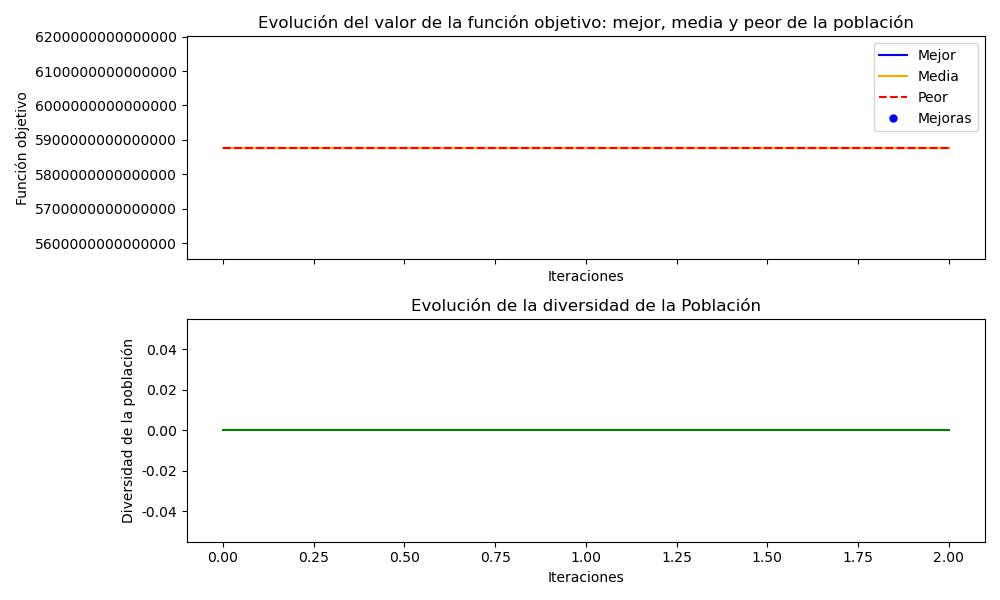 Evolución del valor de la función objetivo: mejor, media y peor de la población
Función objetivo
6200000000000000
6100000000000000
6000000000000000
5900000000000000
5800000000000000
5700000000000000
5600000000000000
Mejor
Media
Peor
Mejoras
Iteraciones
Evolución de la diversidad de la Población
Diversidad de la población
0.04
0.02
0.00
-0.02
-0.04
0.00 0.25 0.50 0.75 1.00 1.25 1.50 1.75 2.00
Iteraciones